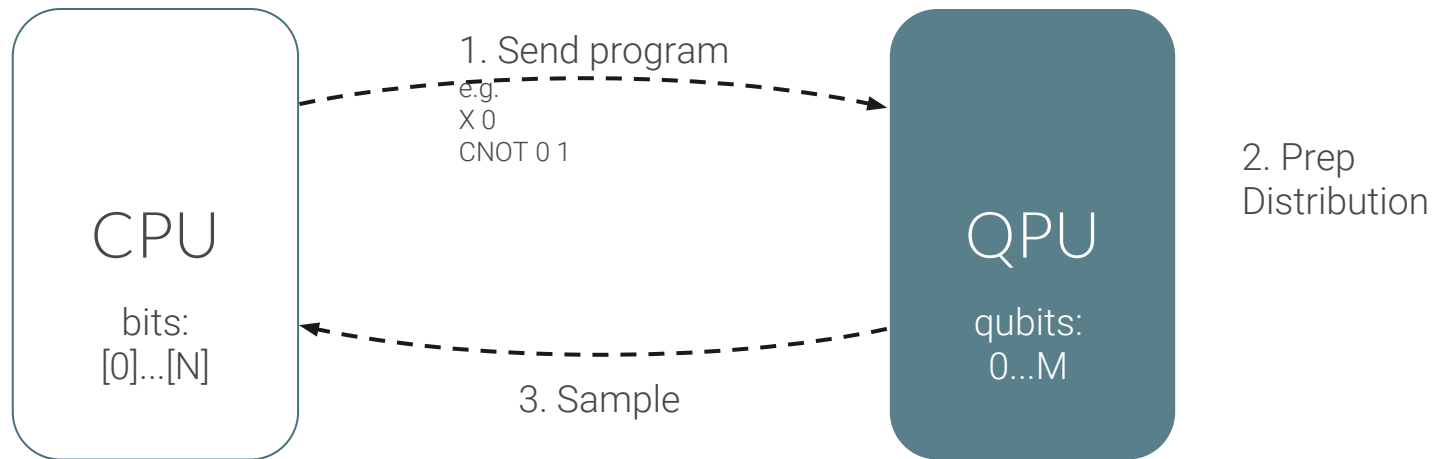 1. Send program
e.g.
X 0
CNOT 0 1
CPU
bits:
[0]...[N]
QPU
qubits:
0...M
2. Prep
Distribution
3. Sample